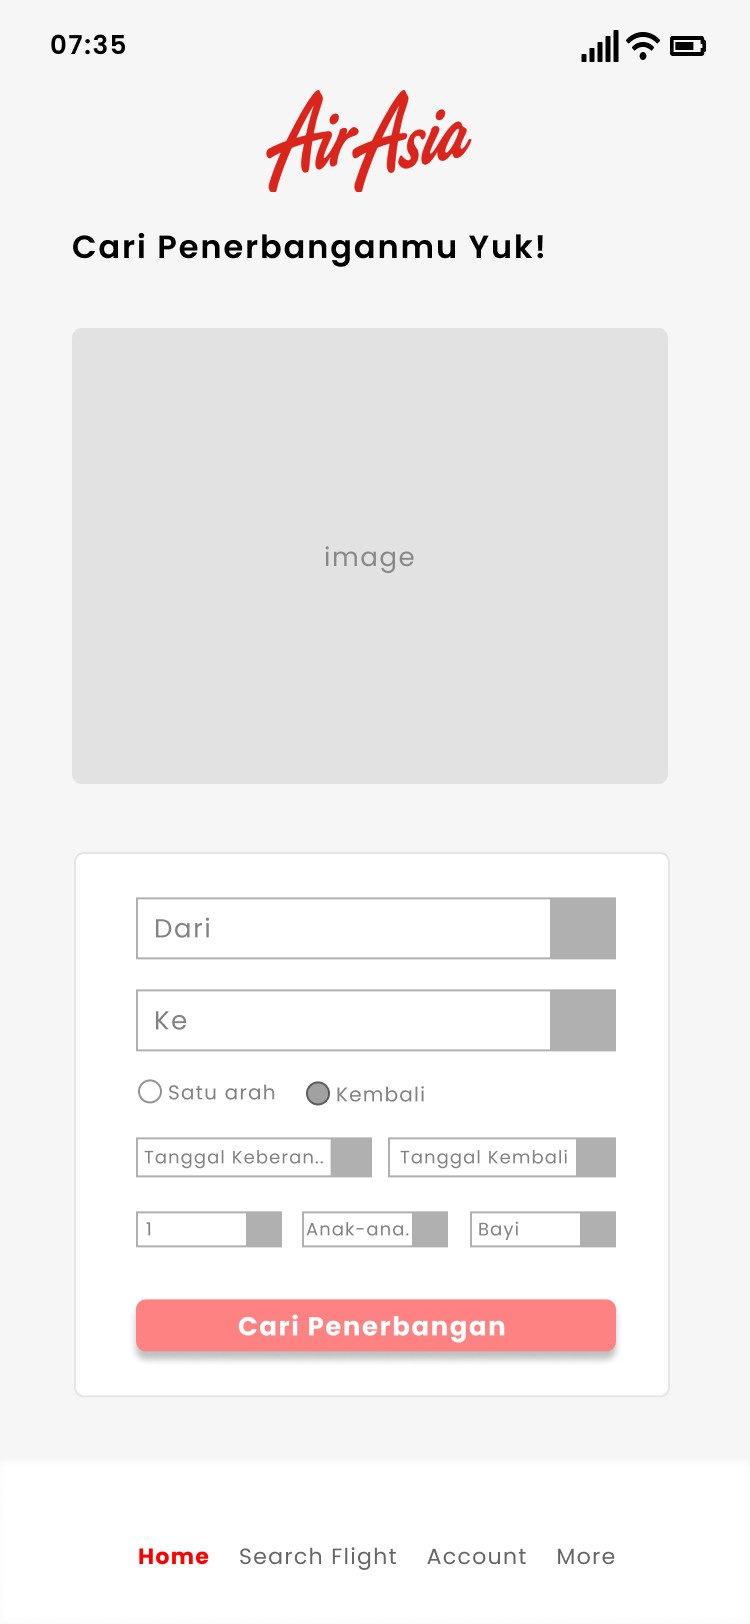 07:35
AirAsia
Cari Penerbanganmu Yuk!
image
Dari
Ke
Satu arah Kembali
Tanggal Keberan.. Tanggal Kembali
1 Anak-ana. Bayi
Cari Penerbangan
Home Search Flight Account More